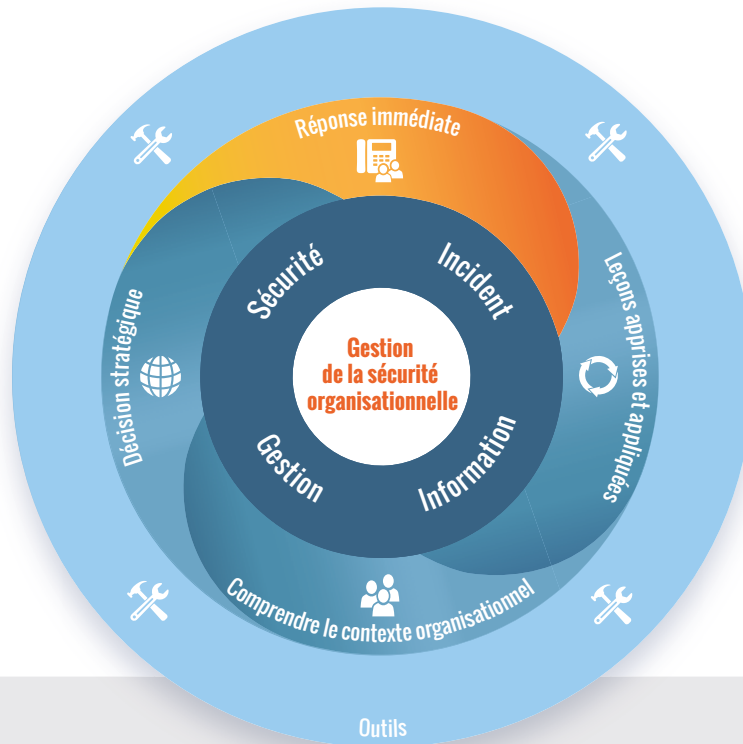 Réponse immédiate
Sécurité
Incident
Leçons apprises et appliquées
Décision stratégique
Gestion
de la sécurité
organisationnelle
Gestion
Information
Comprendre le contexte organisationnel
Outils